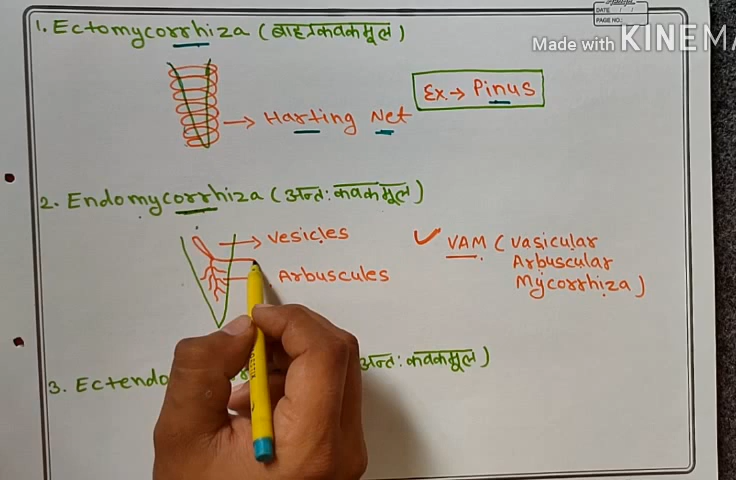 DATE / /
PAGE NO.
Made with KINEMA
1. Ectomycorrhiza (बाह्यकवकमूल)
Ex. → Pinus
→ Harting Net
2. Endomycorrhiza (अन्तः कवकमूल)
→ Vesicles
Arbuscules
✓ VAM (Vasicular
Arbuscular
Mycorrhiza)
3. Ectendo अन्तः कवकमूल)